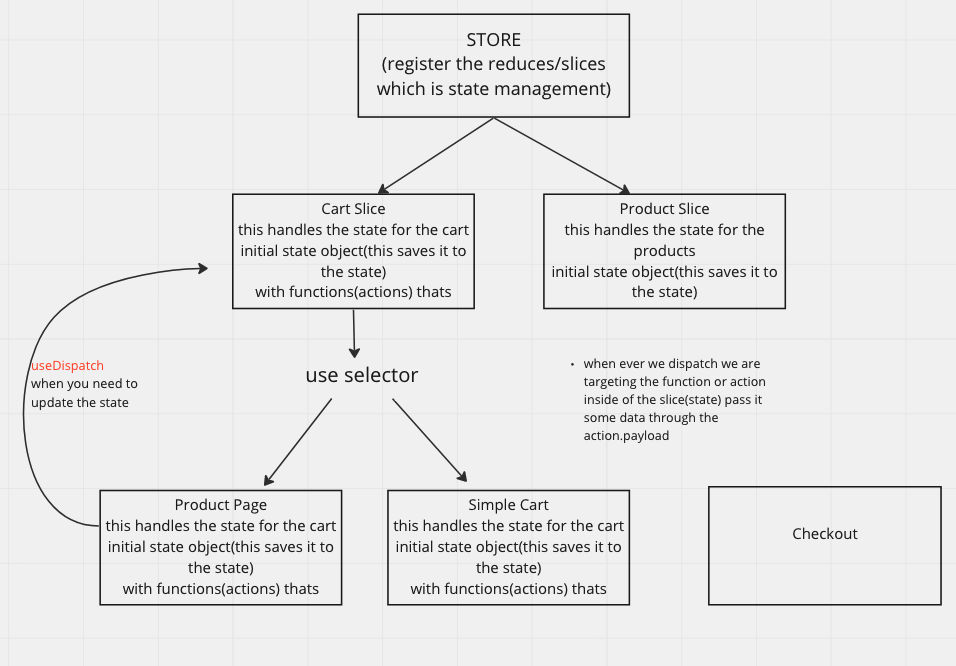 STORE
(register the reduces/slices
which is state management)
Cart Slice
this handles the state for the cart
initial state object(this saves it to
the state)
with functions(actions) thats
Product Slice
this handles the state for the
products
initial state object(this saves it to
the state)
useDispatch
when you need to
update the state
use selector
• when ever we dispatch we are
targeting the function or action
inside of the slice(state) pass it
some data through the
action.payload
Product Page
this handles the state for the cart
initial state object(this saves it to
the state)
with functions(actions) thats
Simple Cart
this handles the state for the cart
initial state object(this saves it to
the state)
with functions(actions) thats
Checkout